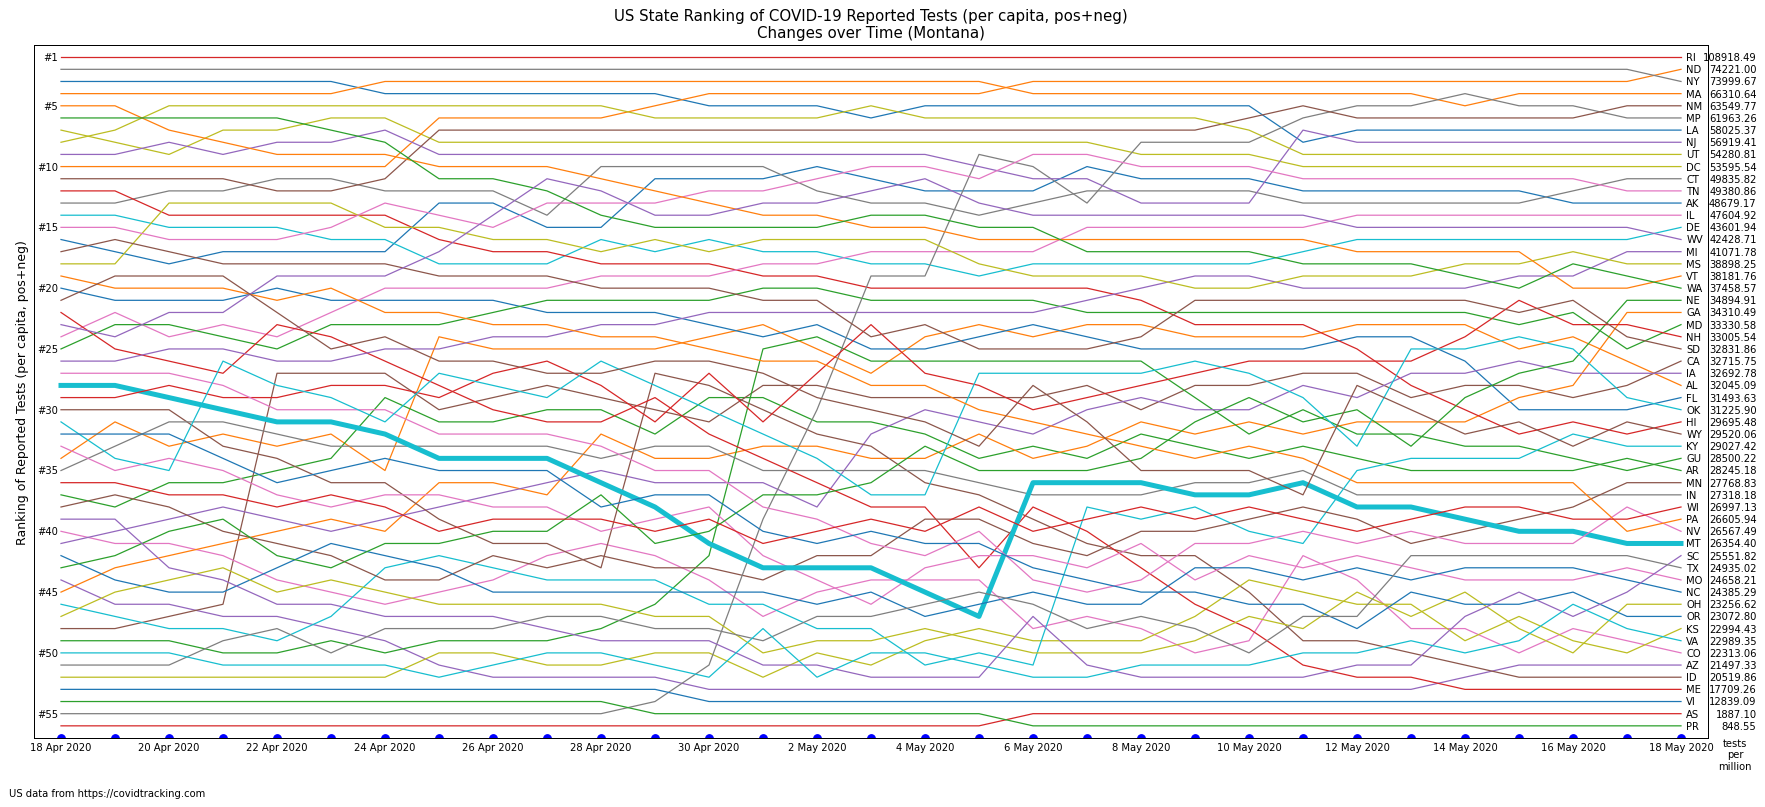 US State Ranking of COVID-19 Reported Tests (per capita, pos+neg)
Changes over Time (Montana)
Ranking of Reported Tests (per capita, pos+neg)
#1
#5
#10
#15
#20
#25
#30
#35
#40
#45
#50
#55
RI 108918.49
ND 74221.00
NY 73999.67
MA 66310.64
NM 63549.77
MP 61963.26
LA 58025.37
NJ 56919.41
UT 54280.81
DC 53595.54
CT 49835.82
TN 49380.86
AK 48679.17
IL 47604.92
DE 43601.94
WV 42428.71
MI 41071.78
MS 38898.25
VT 38181.76
WA 37458.57
NE 34894.91
GA 34310.49
MD 33330.58
NH 33005.54
SD 32831.86
CA 32715.75
IA 32692.78
AL 32045.09
FL 31493.63
OK 31225.90
HI 29695.48
WY 29520.06
KY 29027.42
GU 28500.22
AR 28245.18
MN 27768.83
IN 27318.18
WI 26997.13
PA 26605.94
NV 26567.49
MT 26354.40
SC 25551.82
TX 24935.02
MO 24658.21
NC 24385.29
OH 23256.62
OR 23072.80
KS 22994.43
VA 22989.35
CO 22313.06
AZ 21497.33
ID 20519.86
ME 17709.26
VI 12839.09
AS 1887.10
PR 848.55
18 Apr 2020
20 Apr 2020
22 Apr 2020
24 Apr 2020
26 Apr 2020
28 Apr 2020
30 Apr 2020
2 May 2020
4 May 2020
6 May 2020
8 May 2020
10 May 2020
12 May 2020
14 May 2020
16 May 2020
18 May 2020
tests
per
million
US data from https://covidtracking.com